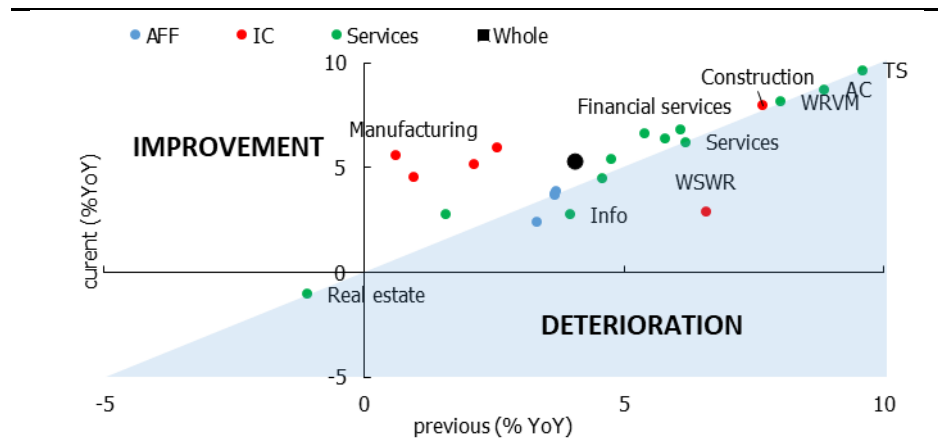 AFF IC Services Whole
10
TS
Construction
AC
WRVM
Financial services
Manufacturing
IMPROVEMENT
5
Services
WSWR
Info
curent (%YoY)
0
Real estate
DETERIORATION
-5
-5 0 5 10
previous (% YoY)